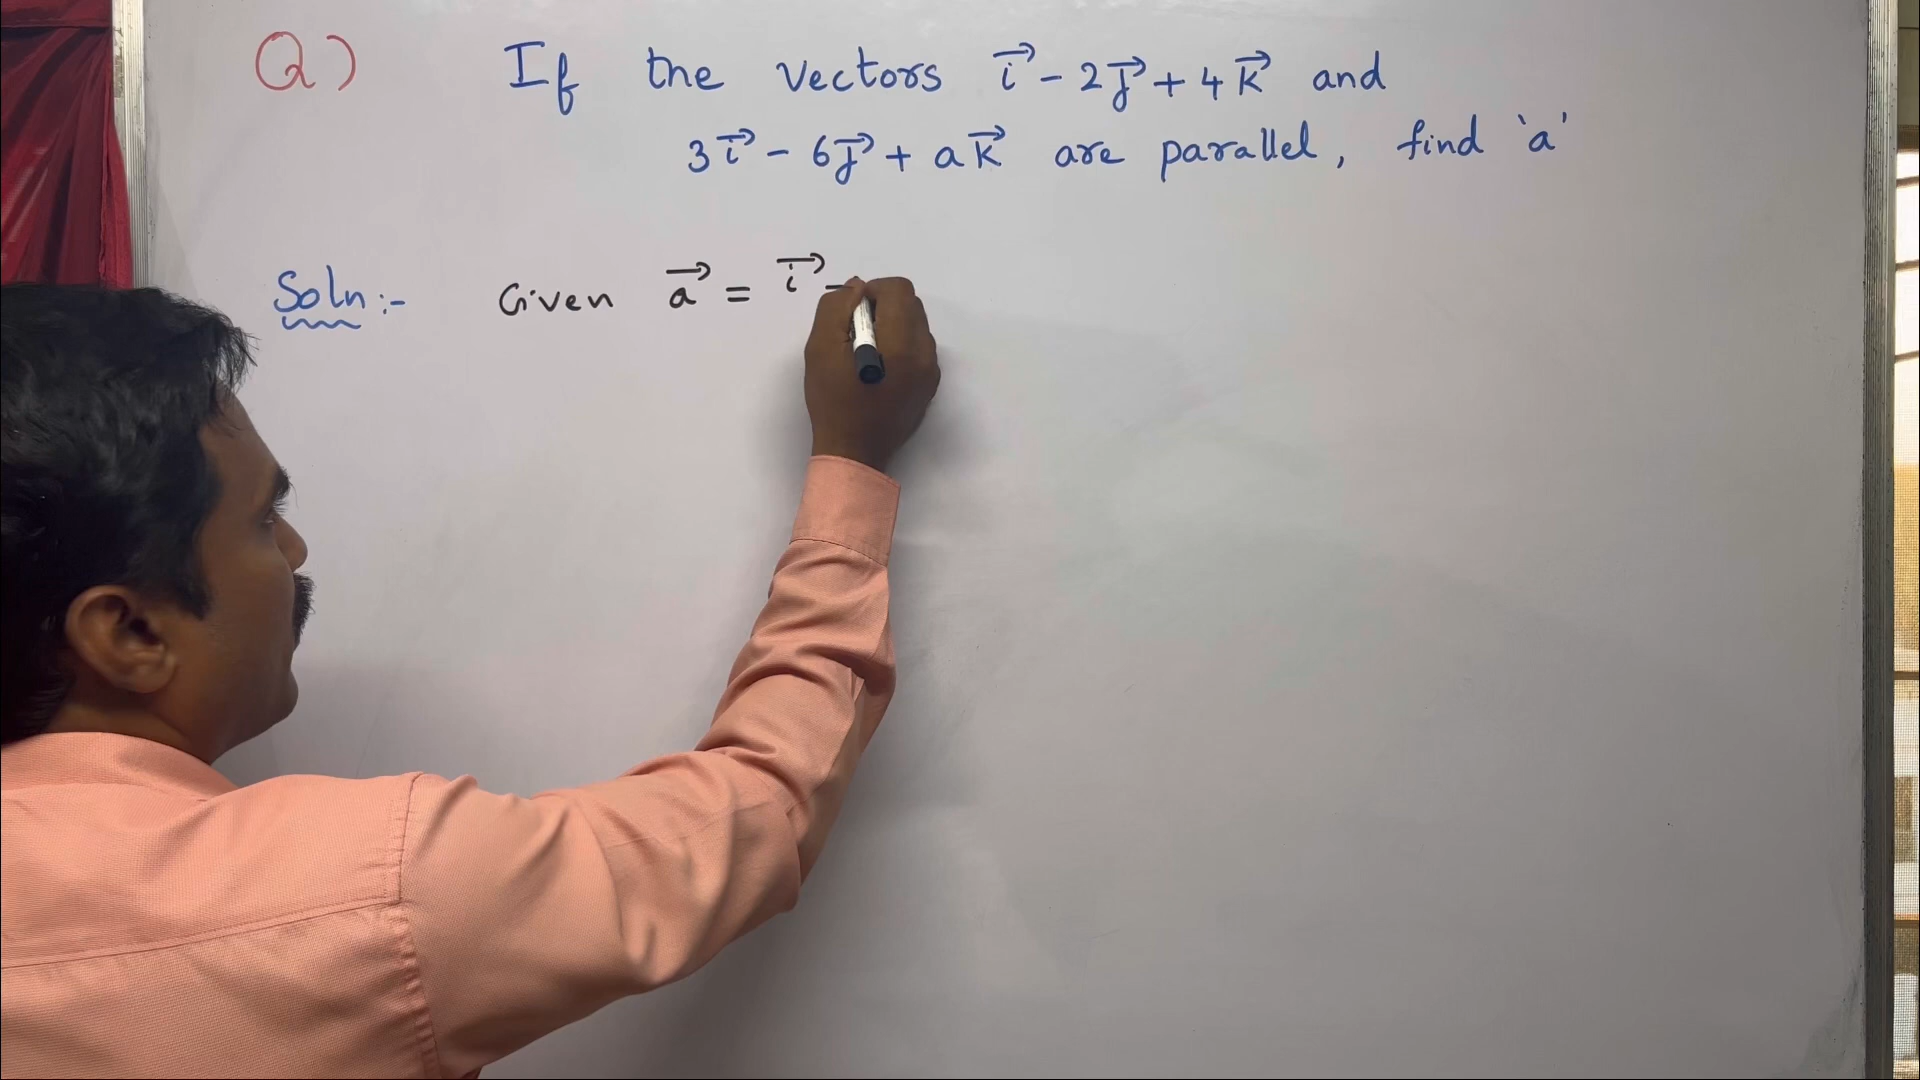 Q) If the vectors i⃗ - 2j⃗ + 4k⃗ and
3i⃗ - 6j⃗ + ak⃗ are parallel, find 'a'
Soln:- Given a⃗ = i⃗ -